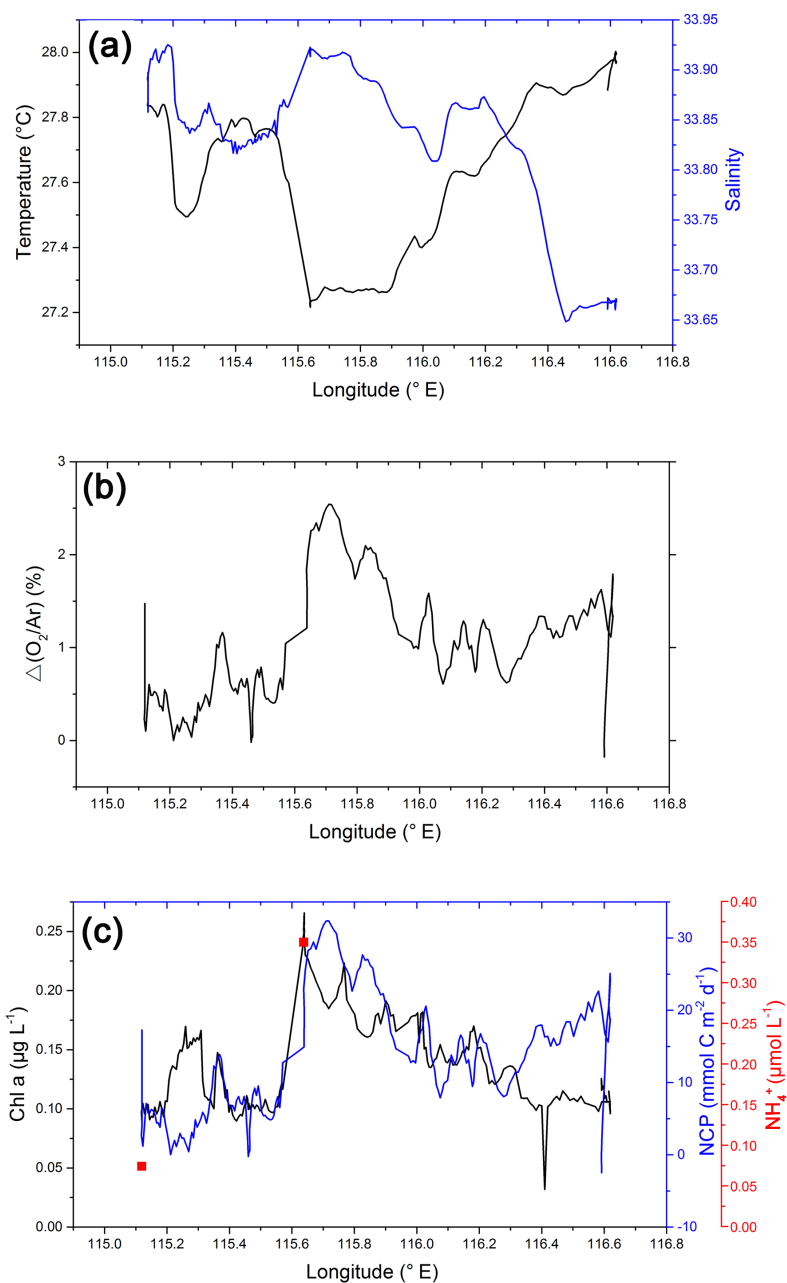 (a)
Temperature (°C)
28.0
27.8
27.6
27.4
27.2
33.95
33.90
33.85
33.80
33.75
33.70
33.65
Salinity
115.0 115.2 115.4 115.6 115.8 116.0 116.2 116.4 116.6 116.8
Longitude (° E)
(b)
△(O2/Ar) (%)
3
2
1
0
115.0 115.2 115.4 115.6 115.8 116.0 116.2 116.4 116.6 116.8
Longitude (° E)
(c)
Chl a (µg L-1)
0.25
0.20
0.15
0.10
0.05
0.00
30
20
10
0
-10
NCP (mmol C m-2 d-1)
0.40
0.35
0.30
0.25
0.20
0.15
0.10
0.05
0.00
NH4+ (µmol L-1)
115.0 115.2 115.4 115.6 115.8 116.0 116.2 116.4 116.6 116.8
Longitude (° E)